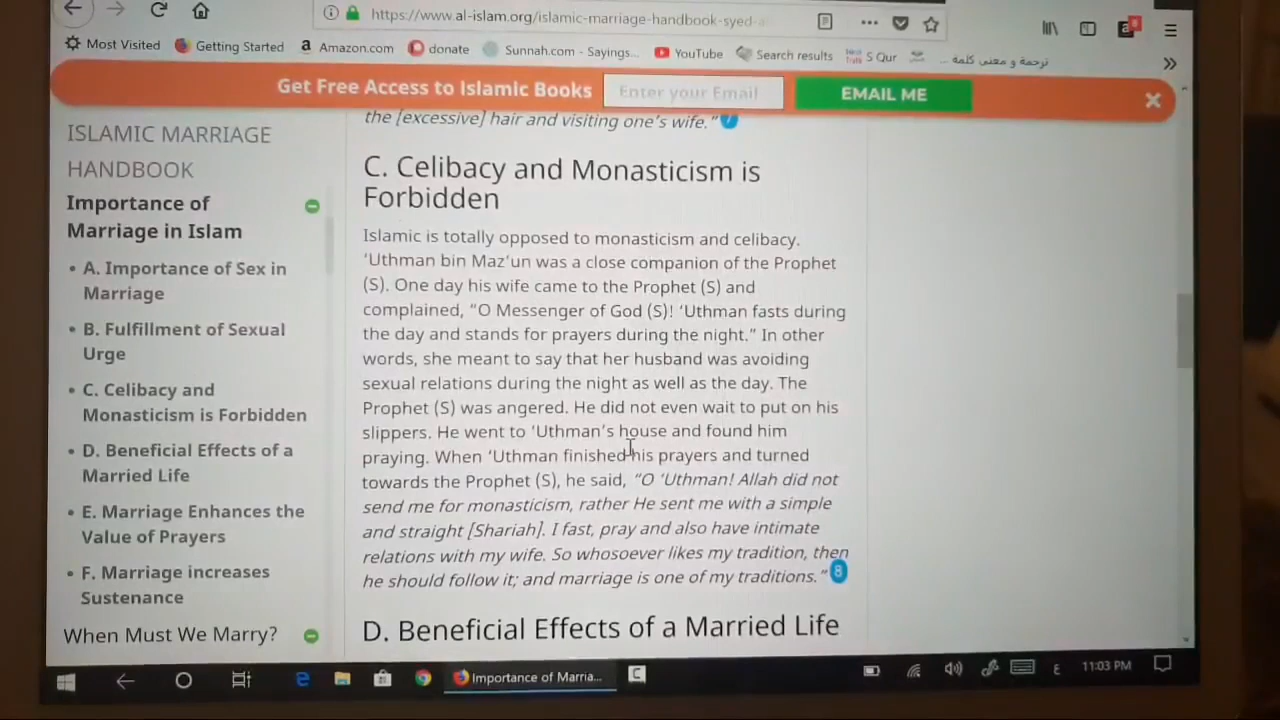 https://www.al-islam.org/islamic-marriage-handbook-syed-a
Most Visited Getting Started Amazon.com donate Sunnah.com - Sayings... YouTube Search results S Qur ترجمة و معنى كلمة ...
Get Free Access to Islamic Books Enter your Email EMAIL ME
ISLAMIC MARRIAGE
HANDBOOK
Importance of
Marriage in Islam
• A. Importance of Sex in
Marriage
• B. Fulfillment of Sexual
Urge
• C. Celibacy and
Monasticism is Forbidden
• D. Beneficial Effects of a
Married Life
• E. Marriage Enhances the
Value of Prayers
• F. Marriage increases
Sustenance
When Must We Marry?
the [excessive] hair and visiting one's wife.” 7
C. Celibacy and Monasticism is
Forbidden
Islamic is totally opposed to monasticism and celibacy.
‘Uthman bin Maz’un was a close companion of the Prophet
(S). One day his wife came to the Prophet (S) and
complained, “O Messenger of God (S)! ‘Uthman fasts during
the day and stands for prayers during the night.” In other
words, she meant to say that her husband was avoiding
sexual relations during the night as well as the day. The
Prophet (S) was angered. He did not even wait to put on his
slippers. He went to ‘Uthman’s house and found him
praying. When ‘Uthman finished his prayers and turned
towards the Prophet (S), he said, “O ‘Uthman! Allah did not
send me for monasticism, rather He sent me with a simple
and straight [Shariah]. I fast, pray and also have intimate
relations with my wife. So whosoever likes my tradition, then
he should follow it; and marriage is one of my traditions.” 8
D. Beneficial Effects of a Married Life
Importance of Marria... C ع 11:03 PM